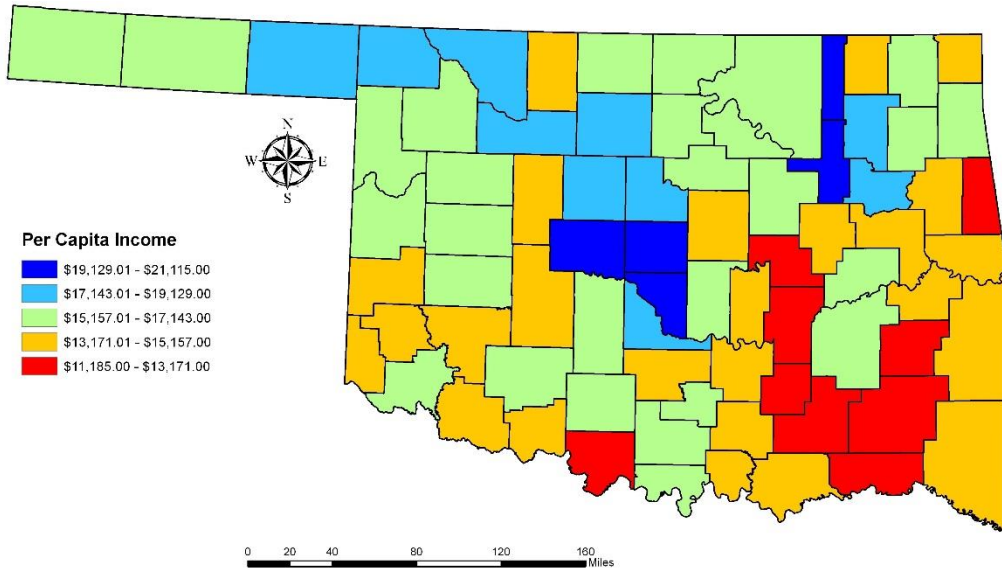 N
W E
S
Per Capita Income
$19,129.01 - $21,115.00
$17,143.01 - $19,129.00
$15,157.01 - $17,143.00
$13,171.01 - $15,157.00
$11,185.00 - $13,171.00
0 20 40 80 120 160
Miles